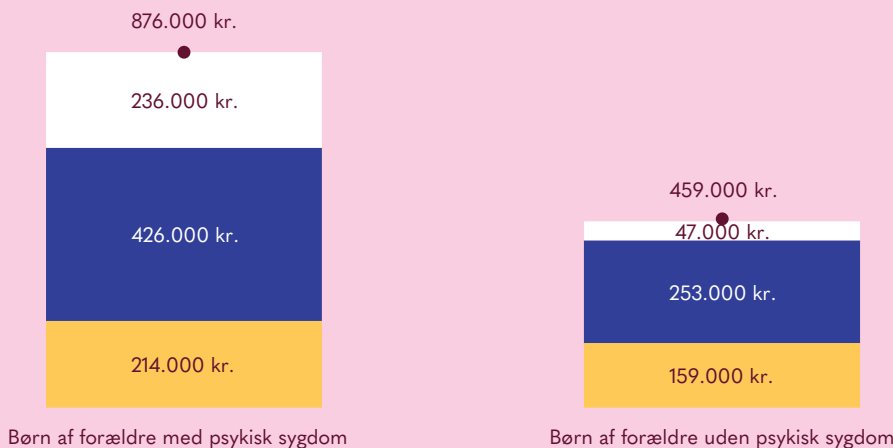 876.000 kr.
236.000 kr.
426.000 kr.
214.000 kr.
Børn af forældre med psykisk sygdom
459.000 kr.
47.000 kr.
253.000 kr.
159.000 kr.
Børn af forældre uden psykisk sygdom